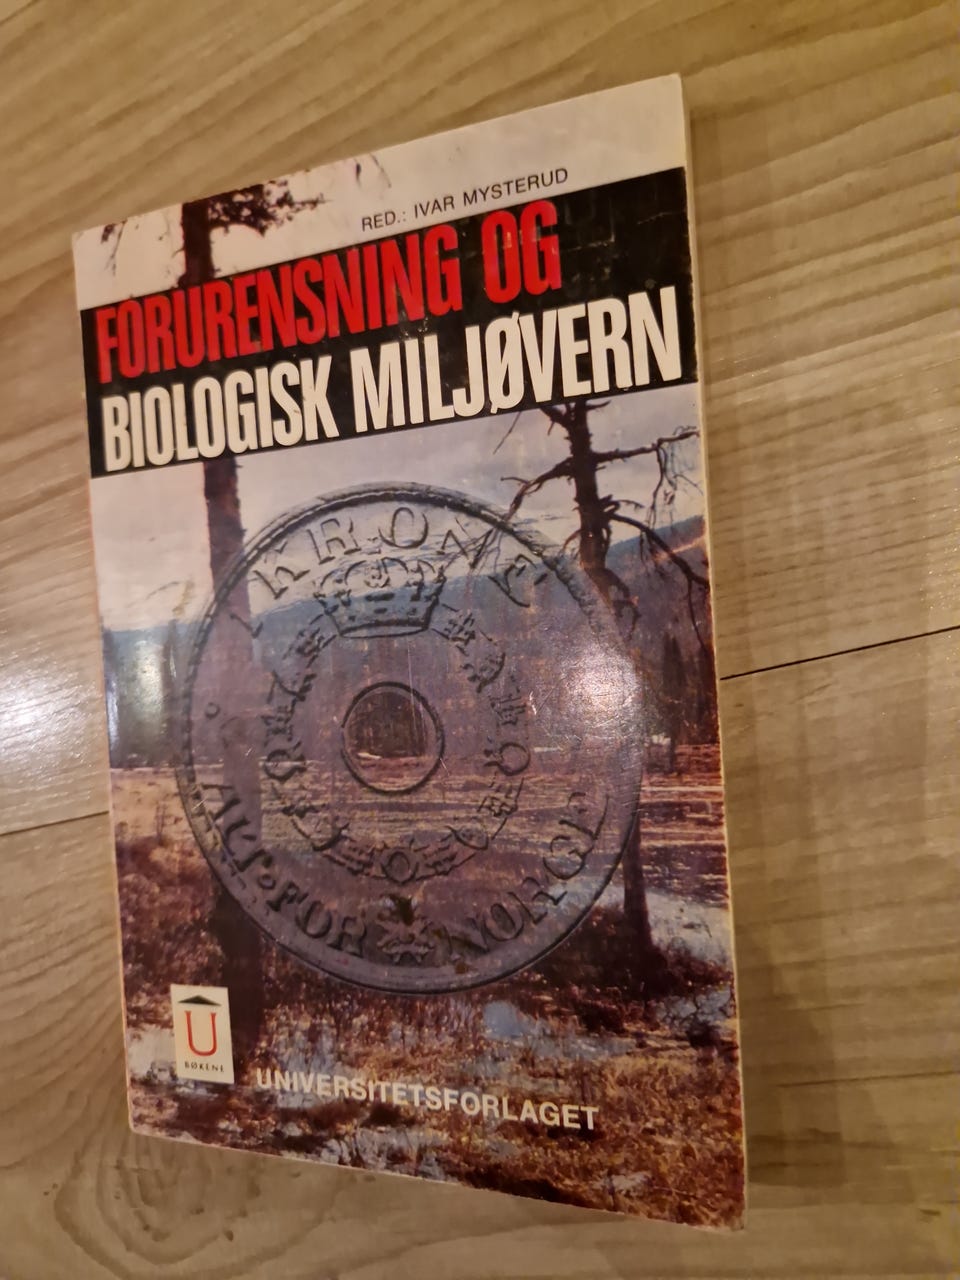 RED.: IVAR MYSTERUD
FORURENSNING OG
BIOLOGISK MILJØVERN
KRONE
ALT FOR NORGE
U
BØKENE
UNIVERSITETSFORLAGET